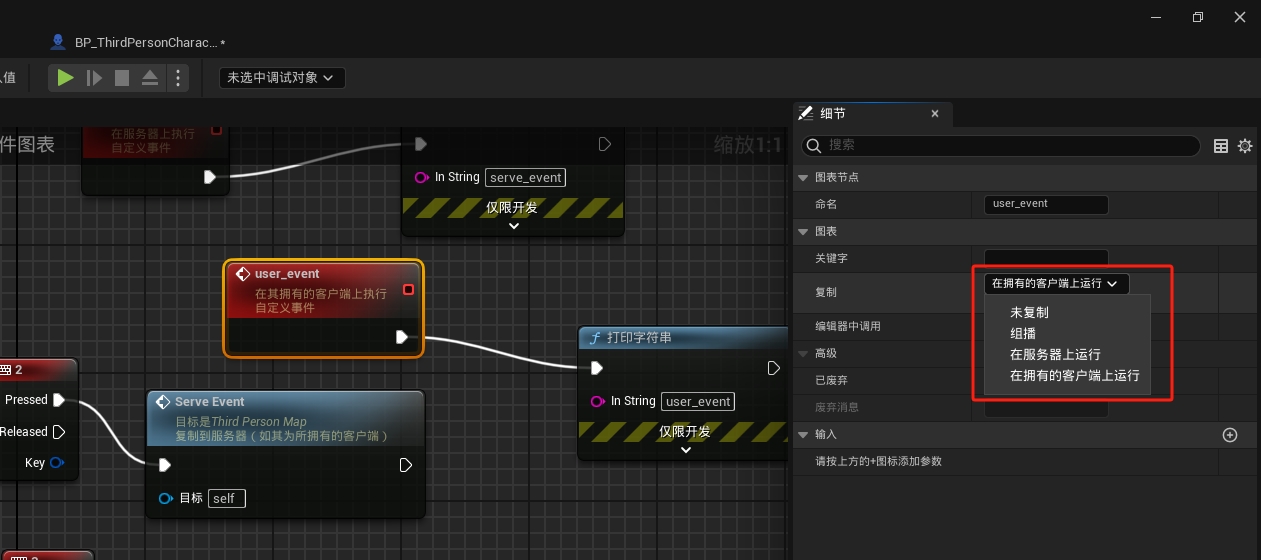 BP_ThirdPersonCharac...*
值
未选中调试对象
件图表
缩放1:1
在服务器上执行
自定义事件
In String serve_event
仅限开发
user_event
在其拥有的客户端上执行
自定义事件
打印字符串
In String user_event
仅限开发
2
Pressed
Released
Key
Serve Event
目标是Third Person Map
复制到服务器（如其为所拥有的客户端）
目标 self
细节
搜索
图表节点
命名 user_event
图表
关键字
复制 在拥有的客户端上运行
未复制
组播
在服务器上运行
在拥有的客户端上运行
编辑器中调用
高级
已废弃
废弃消息
输入
请按上方的+图标添加参数